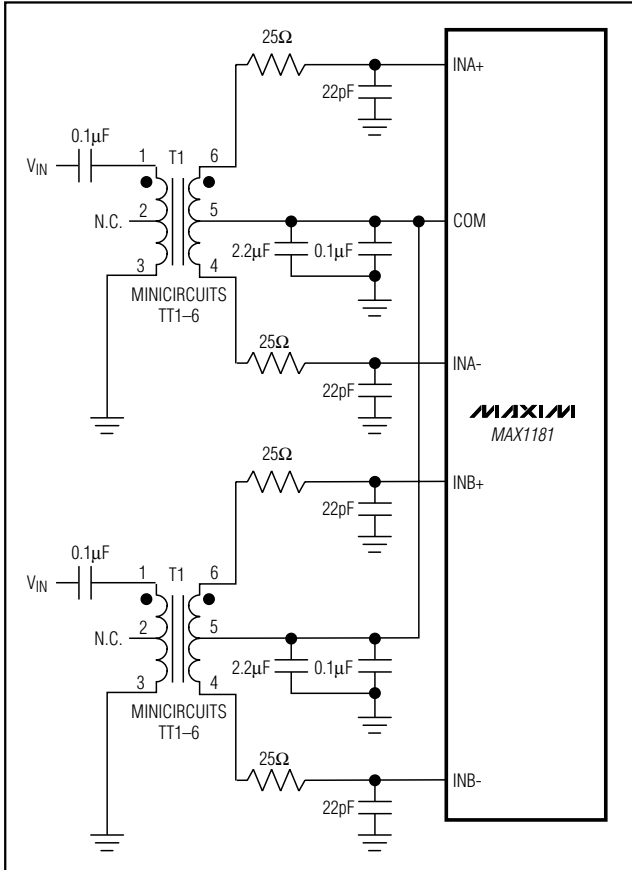 25Ω
INA+
22pF
0.1µF
VIN
1
T1
6
N.C.
2
5
COM
2.2µF
0.1µF
3
4
MINICIRCUITS
TT1–6
25Ω
INA-
22pF
MAXIM
MAX1181
25Ω
INB+
22pF
0.1µF
VIN
1
T1
6
N.C.
2
5
2.2µF
0.1µF
3
4
MINICIRCUITS
TT1–6
25Ω
INB-
22pF